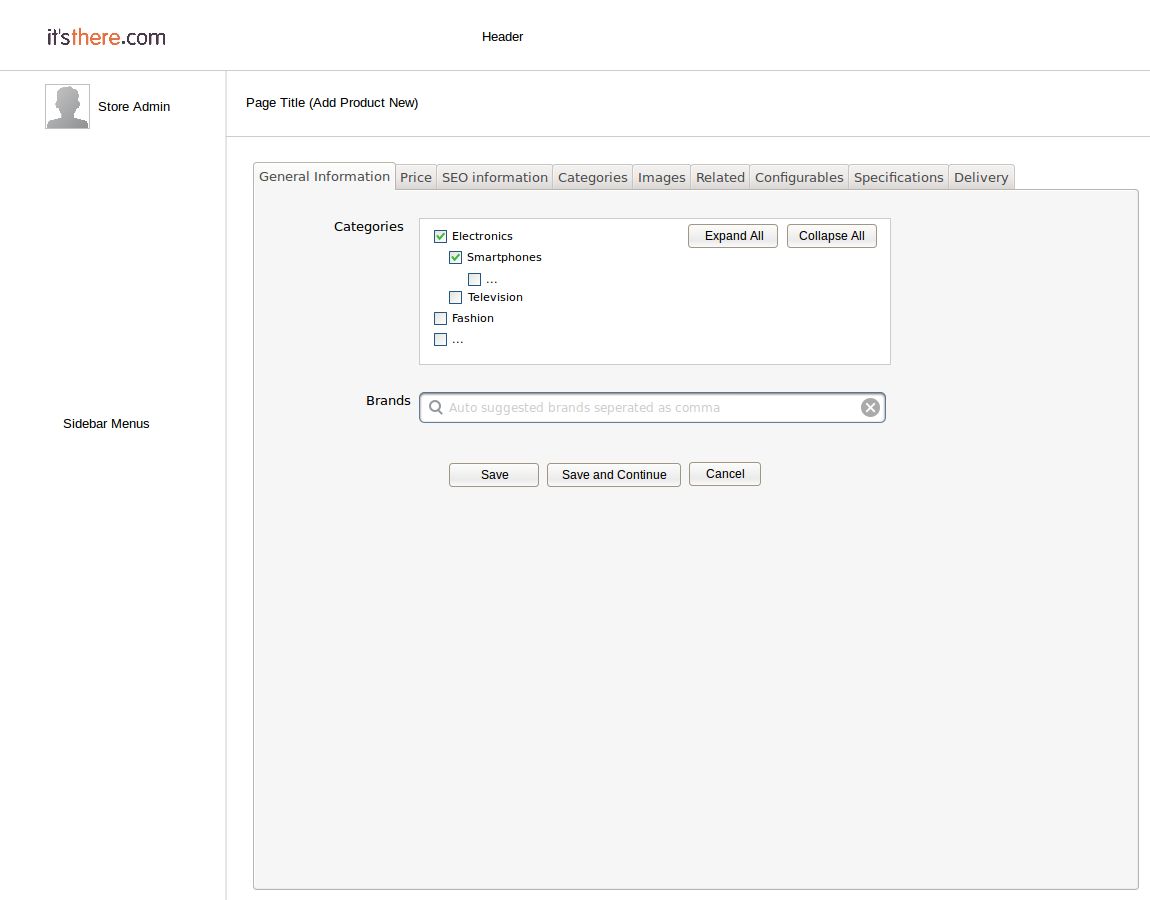 it'sthere.com
Header
Store Admin
Page Title (Add Product New)
General Information Price SEO information Categories Images Related Configurables Specifications Delivery
Categories
Electronics
Expand All Collapse All
Smartphones
...
Television
Fashion
...
Brands
Auto suggested brands seperated as comma
Sidebar Menus
Save Save and Continue Cancel